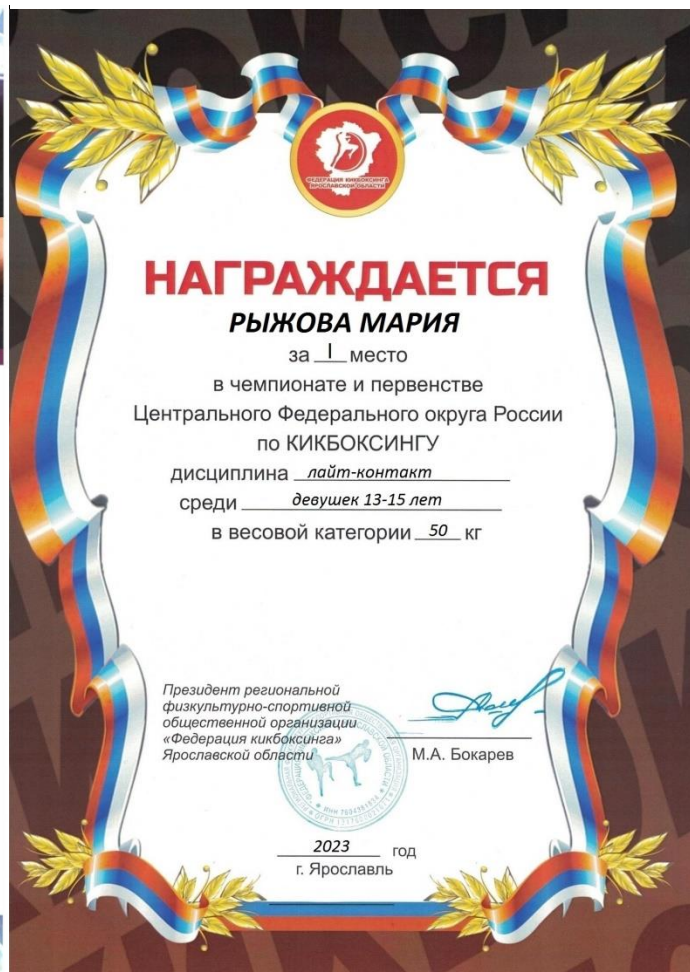 ФЕДЕРАЦИЯ КИКБОКСИНГА
ЯРОСЛАВСКОЙ ОБЛАСТИ
НАГРАЖДАЕТСЯ
РЫЖОВА МАРИЯ
за I место
в чемпионате и первенстве
Центрального Федерального округа России
по КИКБОКСИНГУ
дисциплина лайт-контакт
среди девушек 13-15 лет
в весовой категории 50 кг
Президент региональной
физкультурно-спортивной
общественной организации
«Федерация кикбоксинга»
Ярославской области
М.А. Бокарев
2023 год
г. Ярославль